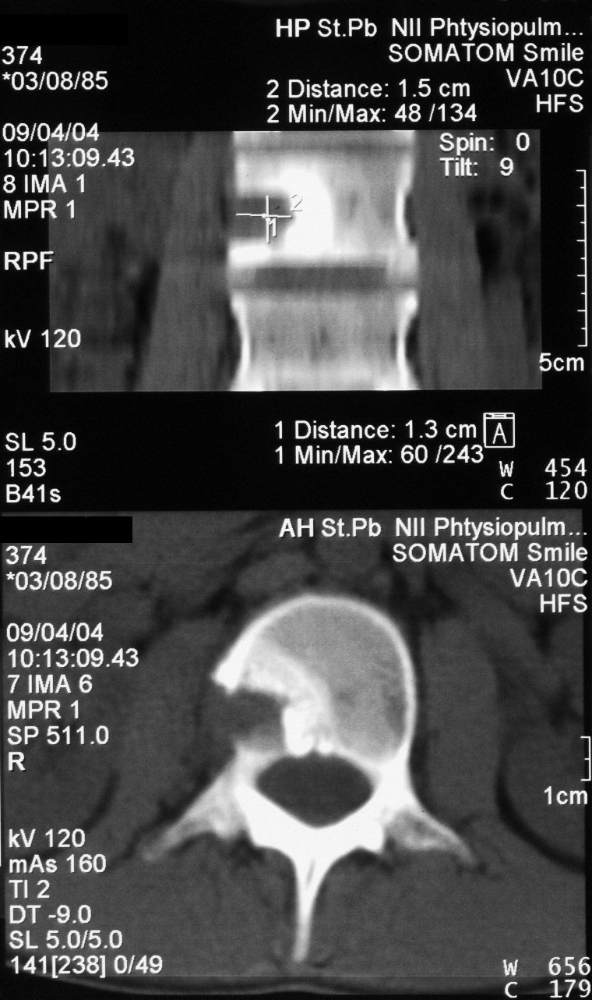 HP St.Pb NII Phtysiopulm...
374
SOMATOM Smile
*03/08/85
VA10C
2 Distance: 1.5 cm
HFS
2 Min/Max: 48 /134
09/04/04
Spin: 0
10:13:09.43
Tilt: 9
8 IMA 1
MPR 1
2
1
RPF
kV 120
5cm
1 Distance: 1.3 cm
A
SL 5.0
1 Min/Max: 60 /243
153
W 454
B41s
C 120
AH St.Pb NII Phtysiopulm...
374
SOMATOM Smile
*03/08/85
VA10C
HFS
09/04/04
10:13:09.43
7 IMA 6
MPR 1
SP 511.0
R
1cm
kV 120
mAs 160
TI 2
DT -9.0
SL 5.0/5.0
141[238] 0/49
W 656
C 179